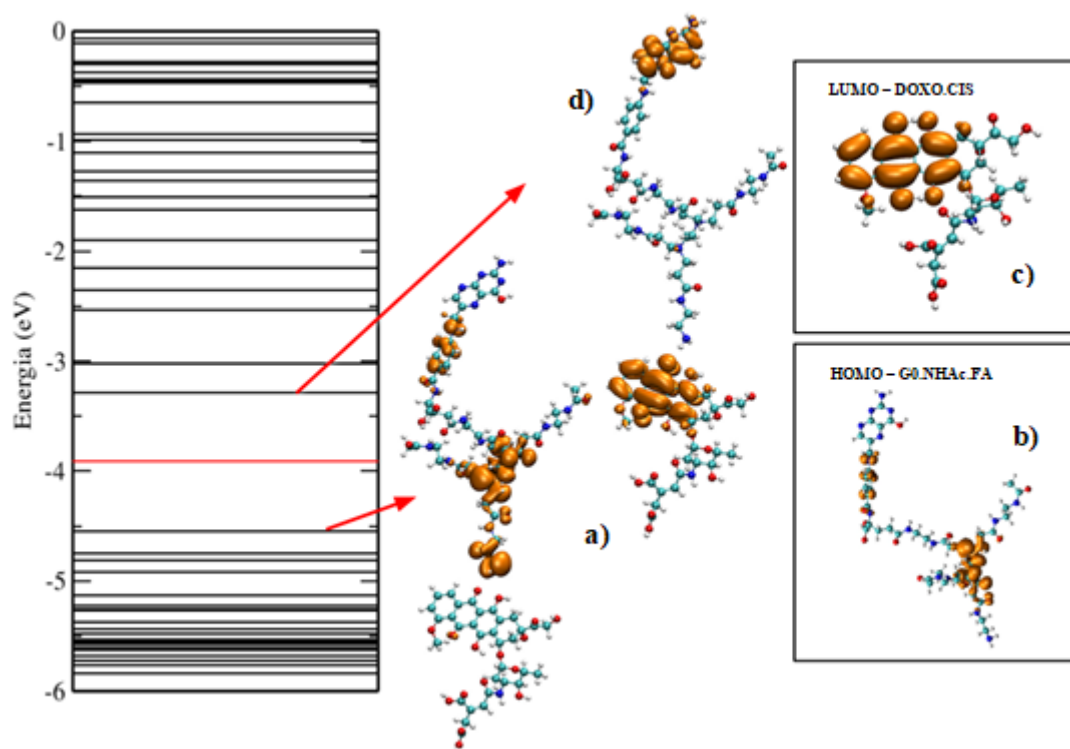 0
-1
-2
-3
-4
-5
-6
Energia (eV)
d)
a)
LUMO – DOXO.CIS
c)
HOMO – G0.NHAc.FA
b)